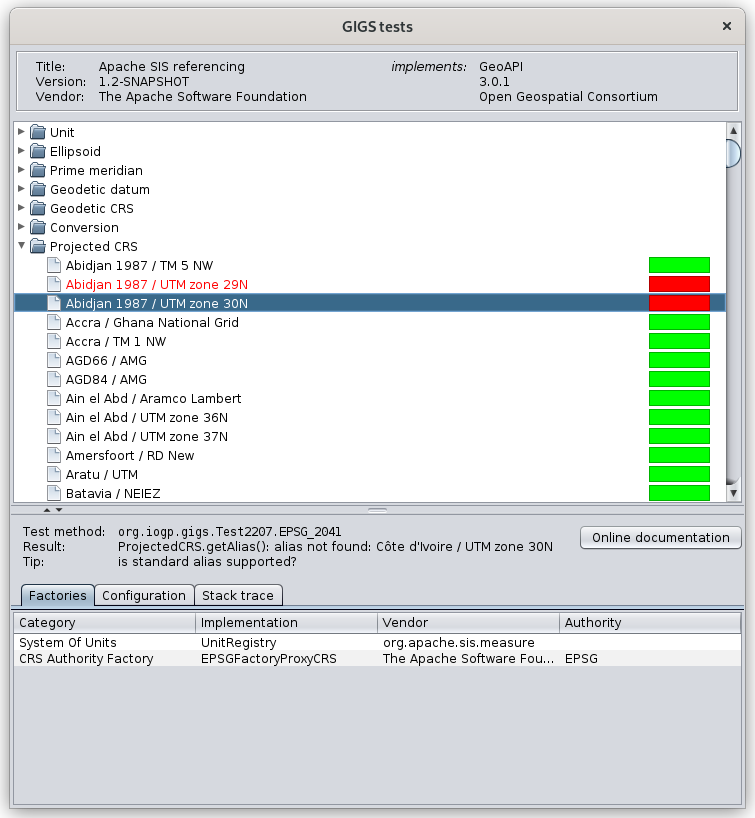 GIGS tests
Title: Apache SIS referencing implements: GeoAPI
Version: 1.2-SNAPSHOT 3.0.1
Vendor: The Apache Software Foundation Open Geospatial Consortium
Unit
Ellipsoid
Prime meridian
Geodetic datum
Geodetic CRS
Conversion
Projected CRS
Abidjan 1987 / TM 5 NW
Abidjan 1987 / UTM zone 29N
Abidjan 1987 / UTM zone 30N
Accra / Ghana National Grid
Accra / TM 1 NW
AGD66 / AMG
AGD84 / AMG
Ain el Abd / Aramco Lambert
Ain el Abd / UTM zone 36N
Ain el Abd / UTM zone 37N
Amersfoort / RD New
Aratu / UTM
Batavia / NEIEZ
Test method: org.iogp.gigs.Test2207.EPSG_2041
Result: ProjectedCRS.getAlias(): alias not found: Côte d'Ivoire / UTM zone 30N
Tip: is standard alias supported?
Online documentation
Factories Configuration Stack trace
Category Implementation Vendor Authority
System Of Units UnitRegistry org.apache.sis.measure
CRS Authority Factory EPSGFactoryProxyCRS The Apache Software Fou... EPSG